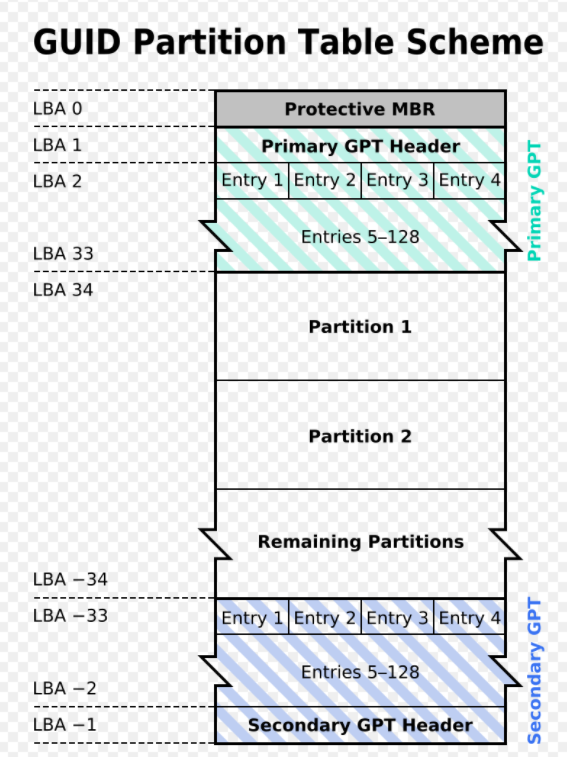 GUID Partition Table Scheme
LBA 0
Protective MBR
LBA 1
Primary GPT Header
LBA 2
Entry 1 Entry 2 Entry 3 Entry 4
Entries 5–128
LBA 33
Primary GPT
LBA 34
Partition 1
Partition 2
Remaining Partitions
LBA −34
LBA −33
Entry 1 Entry 2 Entry 3 Entry 4
Entries 5–128
LBA −2
LBA −1
Secondary GPT Header
Secondary GPT